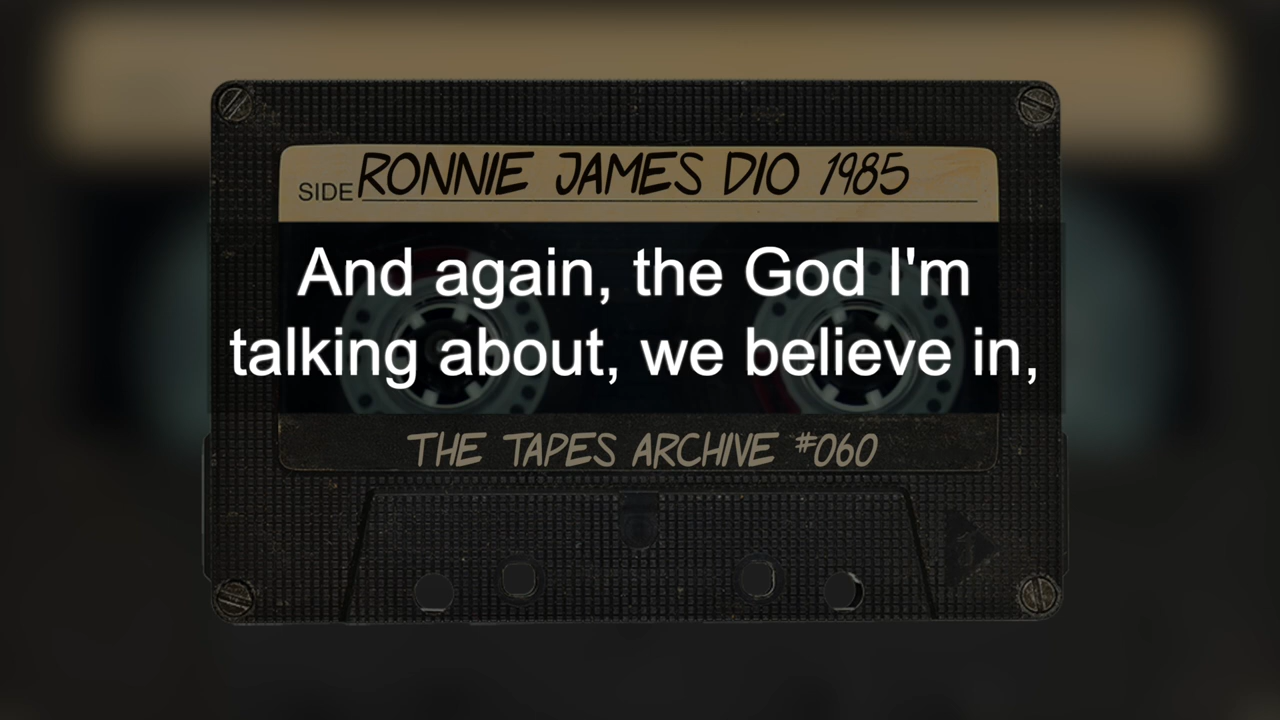 SIDE RONNIE JAMES DIO 1985
And again, the God I'm
talking about, we believe in,
THE TAPES ARCHIVE #060